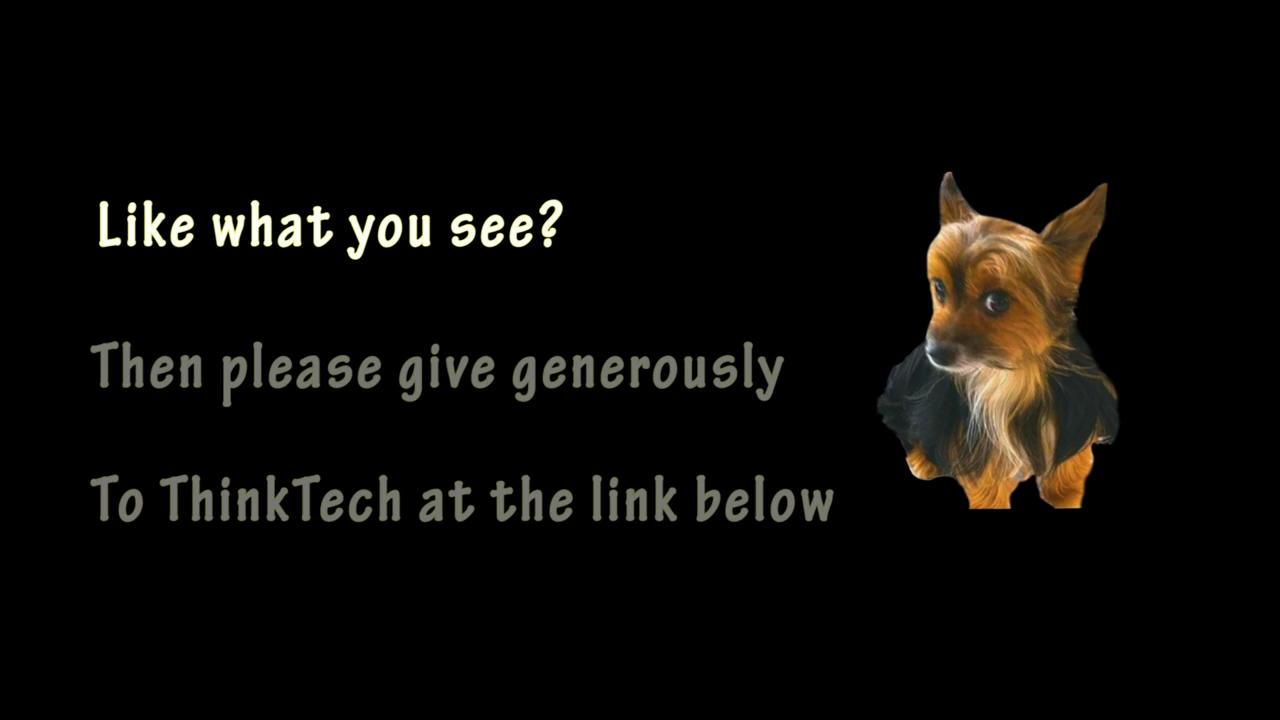 Like what you see?
Then please give generously
To ThinkTech at the link below